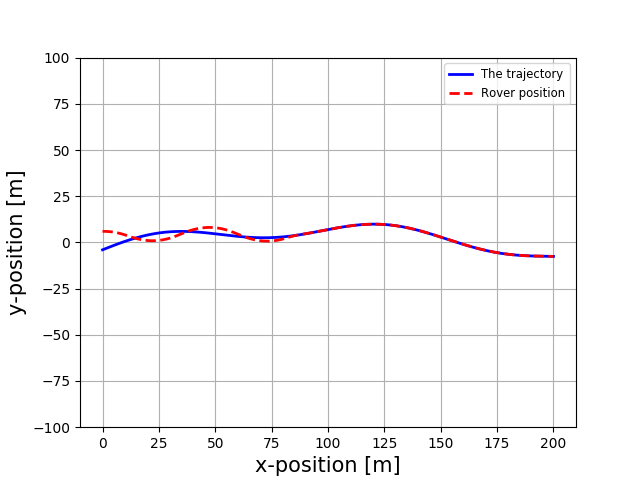 The trajectory
Rover position
y-position [m]
100
75
50
25
0
−25
−50
−75
−100
0 25 50 75 100 125 150 175 200
x-position [m]